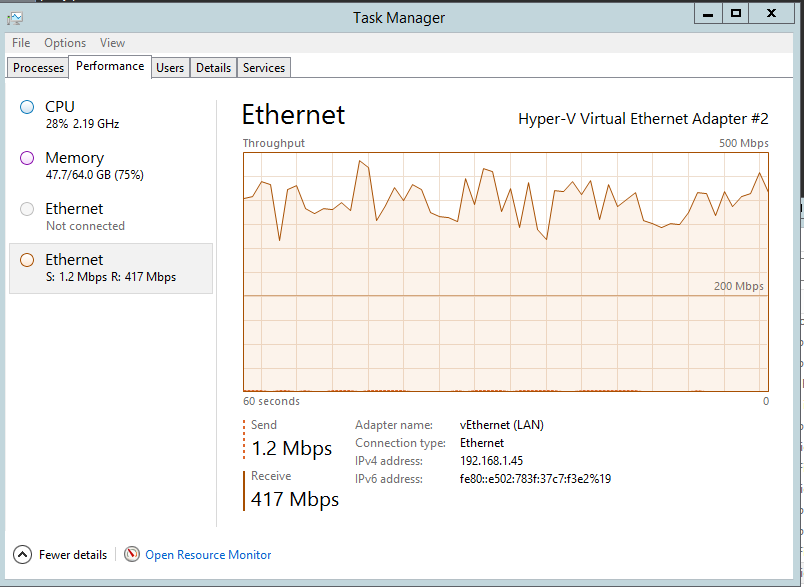 Task Manager
File Options View
Processes Performance Users Details Services
CPU
28% 2.19 GHz
Memory
47.7/64.0 GB (75%)
Ethernet
Not connected
Ethernet
S: 1.2 Mbps R: 417 Mbps
Ethernet Hyper-V Virtual Ethernet Adapter #2
Throughput 500 Mbps
200 Mbps
60 seconds 0
Send
1.2 Mbps
Receive
417 Mbps
Adapter name: vEthernet (LAN)
Connection type: Ethernet
IPv4 address: 192.168.1.45
IPv6 address: fe80::e502:783f:37c7:f3e2%19
Fewer details Open Resource Monitor